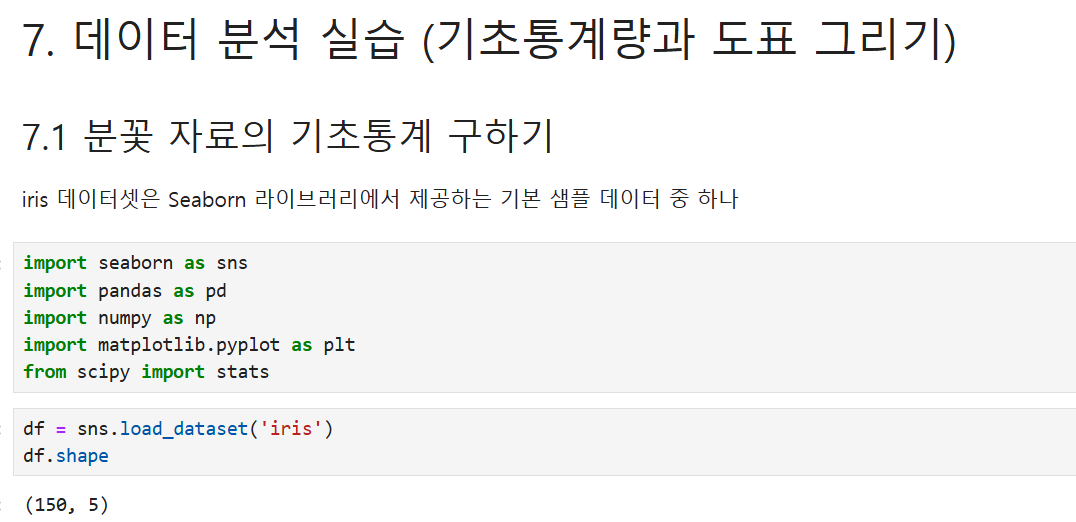 7. 데이터 분석 실습 (기초통계량과 도표 그리기)
7.1 분꽃 자료의 기초통계 구하기
iris 데이터셋은 Seaborn 라이브러리에서 제공하는 기본 샘플 데이터 중 하나
import seaborn as sns
import pandas as pd
import numpy as np
import matplotlib.pyplot as plt
from scipy import stats
df = sns.load_dataset('iris')
df.shape
(150, 5)